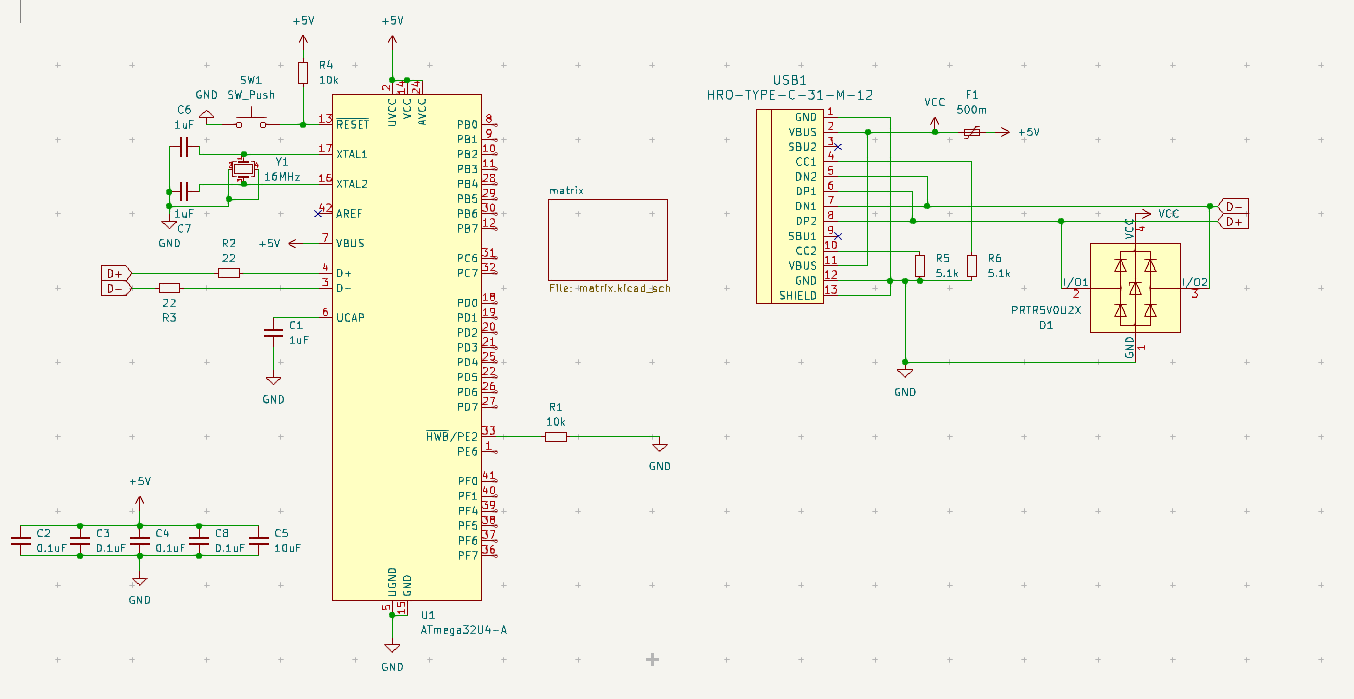 +5V
+5V
R4
10k
SW1
SW_Push
GND
C6
1uF
13
RESET
17
XTAL1
Y1
16MHz
16
XTAL2
1uF
C7
GND
42
AREF
+5V
7
VBUS
R2
22
D+
4
D+
D-
3
D-
22
R3
6
UCAP
C1
1uF
GND
2
14
24
UVCC
VCC
AVCC
PB0
8
PB1
9
PB2
10
PB3
11
PB4
28
PB5
29
PB6
30
PB7
12
PC6
31
PC7
32
PD0
18
PD1
19
PD2
20
PD3
21
PD4
25
PD5
22
PD6
26
PD7
27
HWB/PE2
33
PE6
1
PF0
41
PF1
40
PF4
39
PF5
38
PF6
37
PF7
36
R1
10k
GND
UGND
GND
5
15
U1
ATmega32U4-A
GND
+5V
C2
0.1uF
C3
0.1uF
C4
0.1uF
C8
0.1uF
C5
10uF
GND
matrix
File: matrix.kicad_sch
USB1
HRO-TYPE-C-31-M-12
GND
1
VBUS
2
SBU2
3
CC1
4
DN2
5
DP1
6
DN1
7
DP2
8
SBU1
9
CC2
10
VBUS
11
GND
12
SHIELD
13
VCC
F1
500m
+5V
R5
5.1k
R6
5.1k
GND
D-
D+
VCC
VCC
4
I/O1
2
I/O2
3
PRTR5V0U2X
D1
GND
1